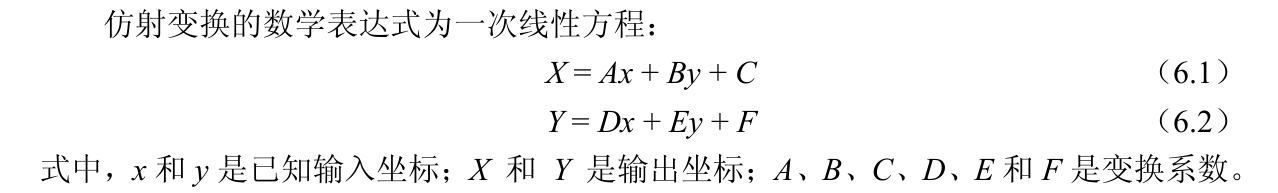 仿射变换的数学表达式为一次线性方程：
X = Ax + By + C （6.1）
Y = Dx + Ey + F （6.2）
式中，x 和 y 是已知输入坐标；X 和 Y 是输出坐标；A、B、C、D、E 和 F 是变换系数。